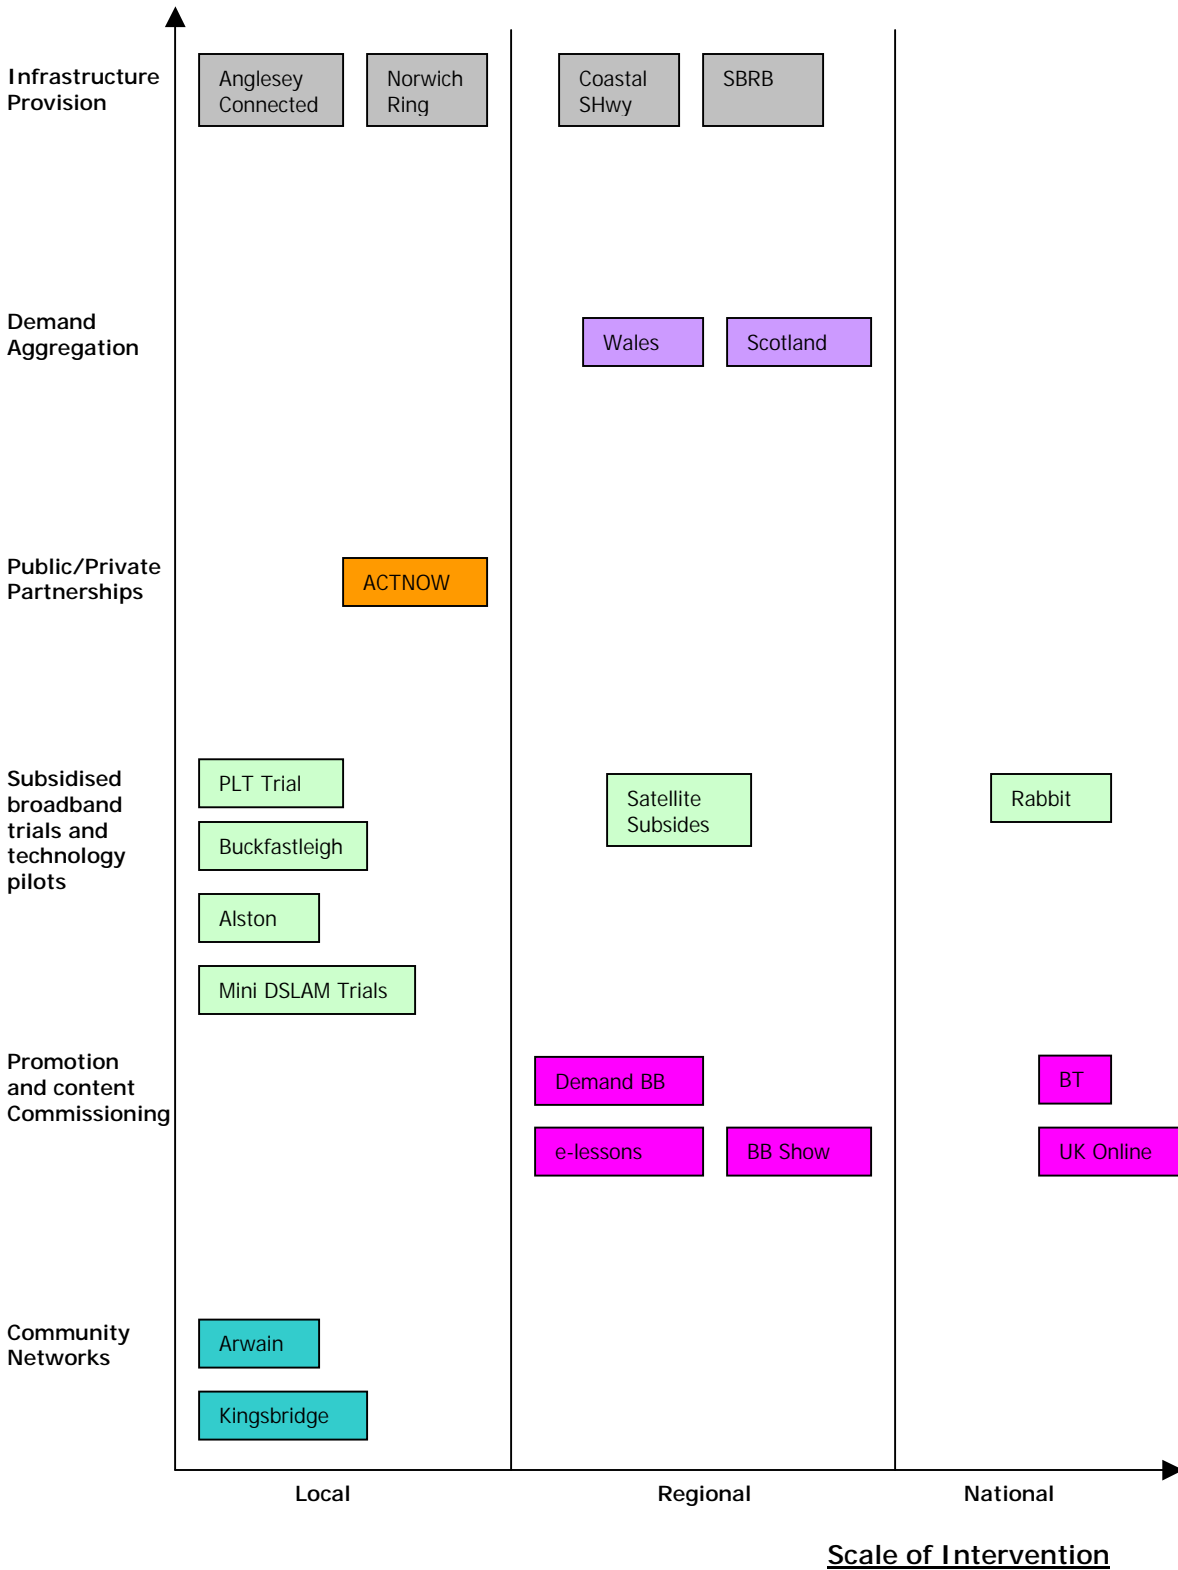 Infrastructure
Provision
Anglesey
Connected
Norwich
Ring
Coastal
SHwy
SBRB
Demand
Aggregation
Wales
Scotland
Public/Private
Partnerships
ACTNOW
Subsidised
broadband
trials and
technology
pilots
PLT Trial
Buckfastleigh
Alston
Mini DSLAM Trials
Satellite
Subsides
Rabbit
Promotion
and content
Commissioning
Demand BB
BT
e-lessons
BB Show
UK Online
Community
Networks
Arwain
Kingsbridge
Local
Regional
National
Scale of Intervention